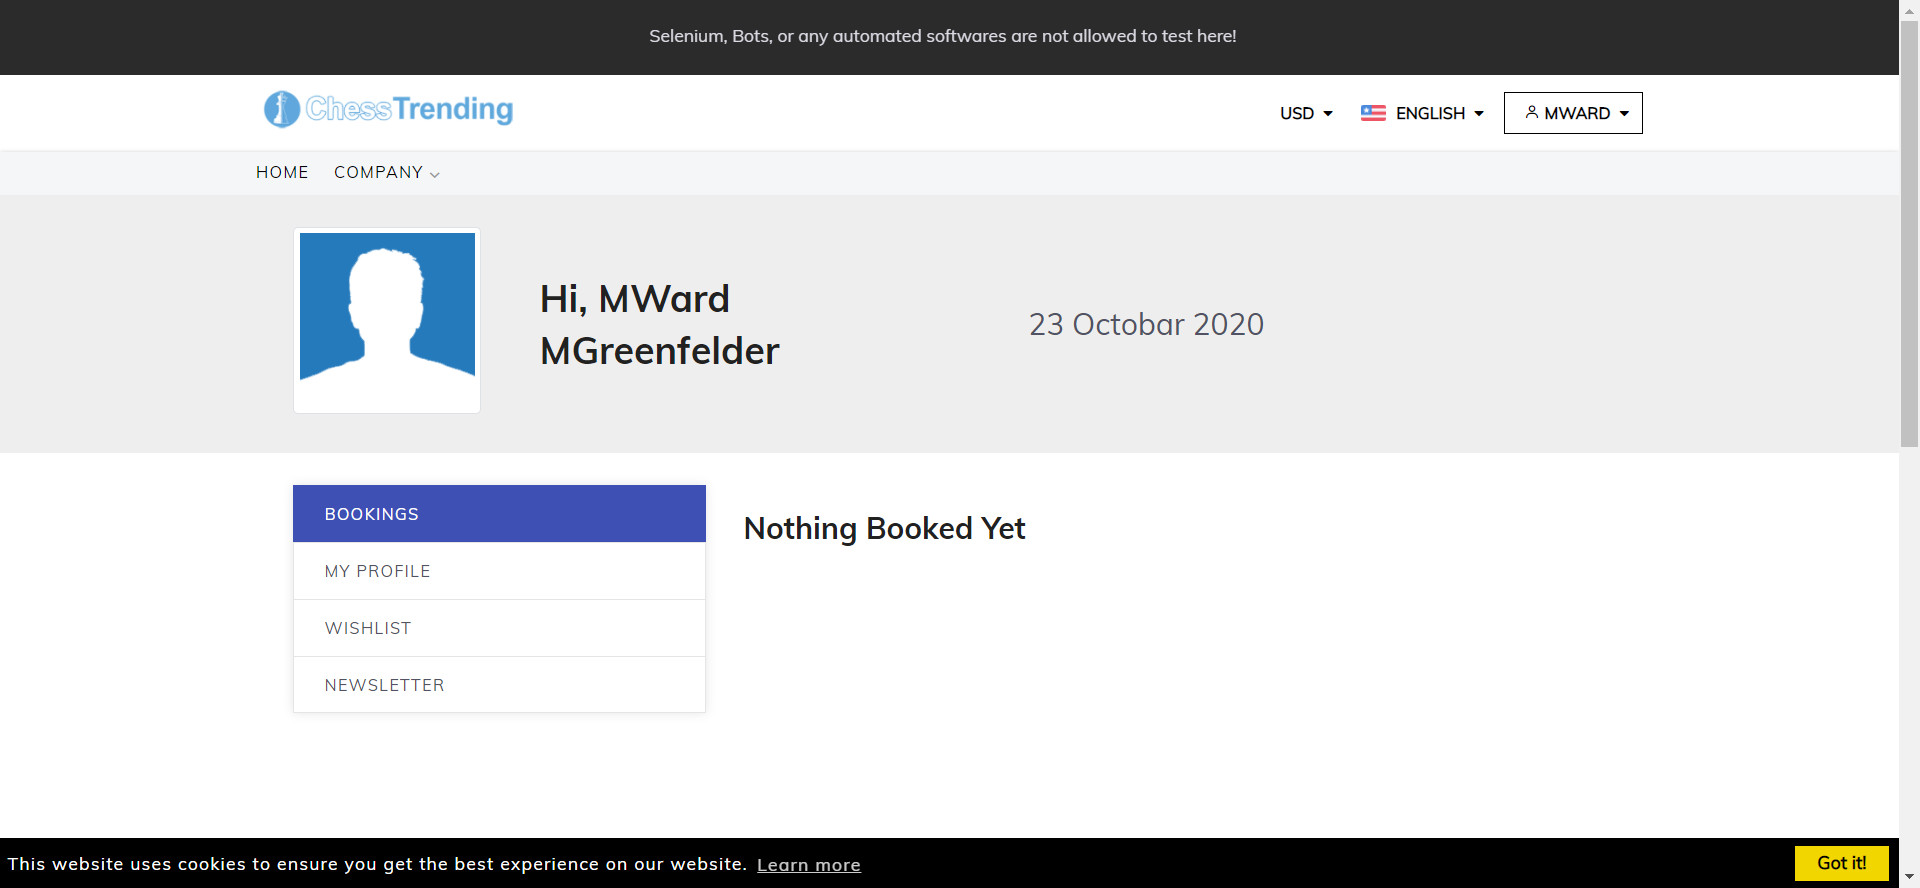 Selenium, Bots, or any automated softwares are not allowed to test here!
ChessTrending
USD
ENGLISH
MWARD
HOME
COMPANY
Hi, MWard
MGreenfelder
23 Octobar 2020
BOOKINGS
MY PROFILE
WISHLIST
NEWSLETTER
Nothing Booked Yet
This website uses cookies to ensure you get the best experience on our website. Learn more
Got it!